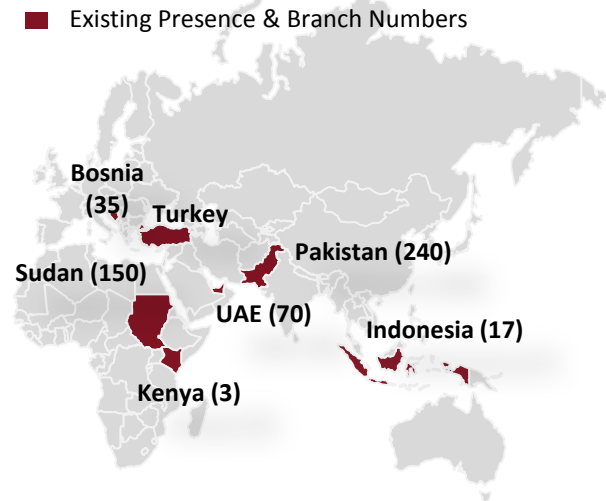 Existing Presence & Branch Numbers
Bosnia
(35)
Turkey
Pakistan (240)
Sudan (150)
UAE (70)
Indonesia (17)
Kenya (3)